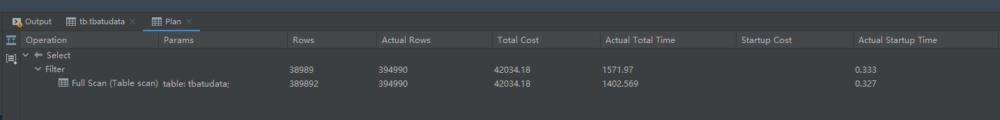 Output tb.tbatudata Plan
Operation Params Rows Actual Rows Total Cost Actual Total Time Startup Cost Actual Startup Time
Select
Filter 38989 394990 42034.18 1571.97 0.333
Full Scan (Table scan) table: tbatudata; 389892 394990 42034.18 1402.569 0.327